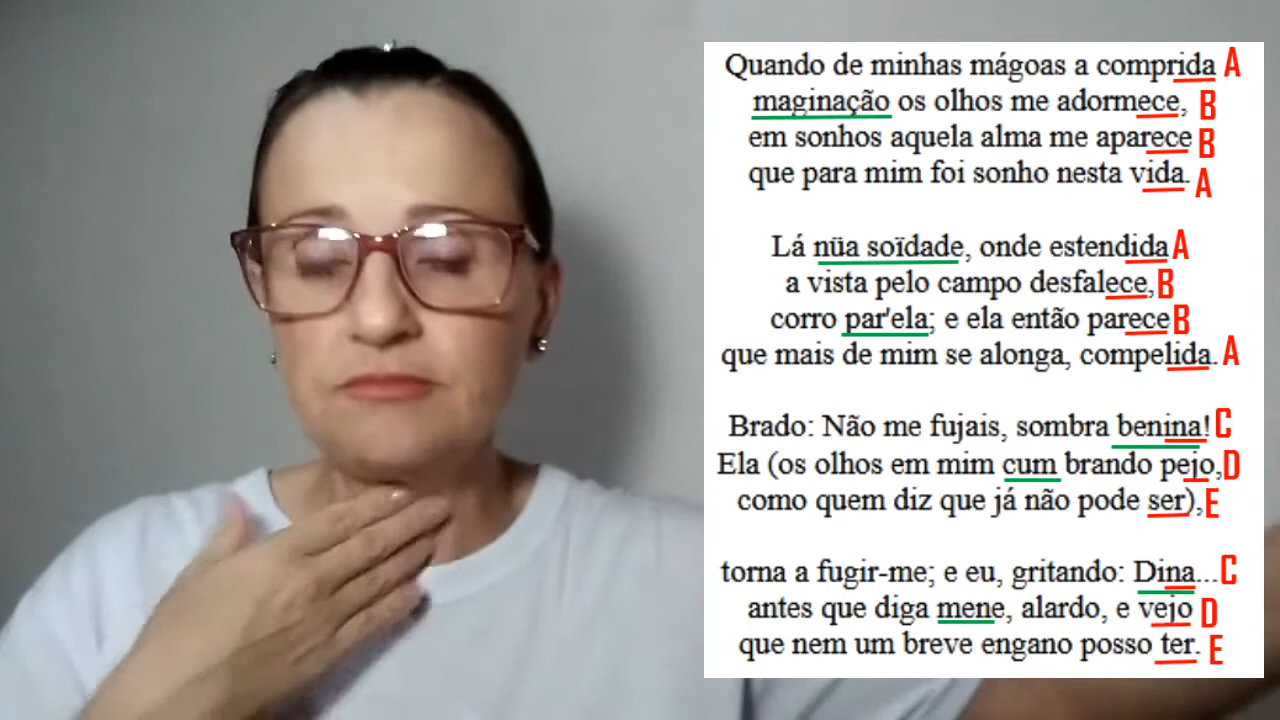 Quando de minhas mágoas a comprida A
maginação os olhos me adormece, B
em sonhos aquela alma me aparece B
que para mim foi sonho nesta vida. A
Lá nüa soïdade, onde estendida A
a vista pelo campo desfalece, B
corro par'ela; e ela então parece B
que mais de mim se alonga, compelida. A
Brado: Não me fujais, sombra benina! C
Ela (os olhos em mim cum brando pejo, D
como quem diz que já não pode ser), E
torna a fugir-me; e eu, gritando: Dina... C
antes que diga mene, alardo, e vejo D
que nem um breve engano posso ter. E